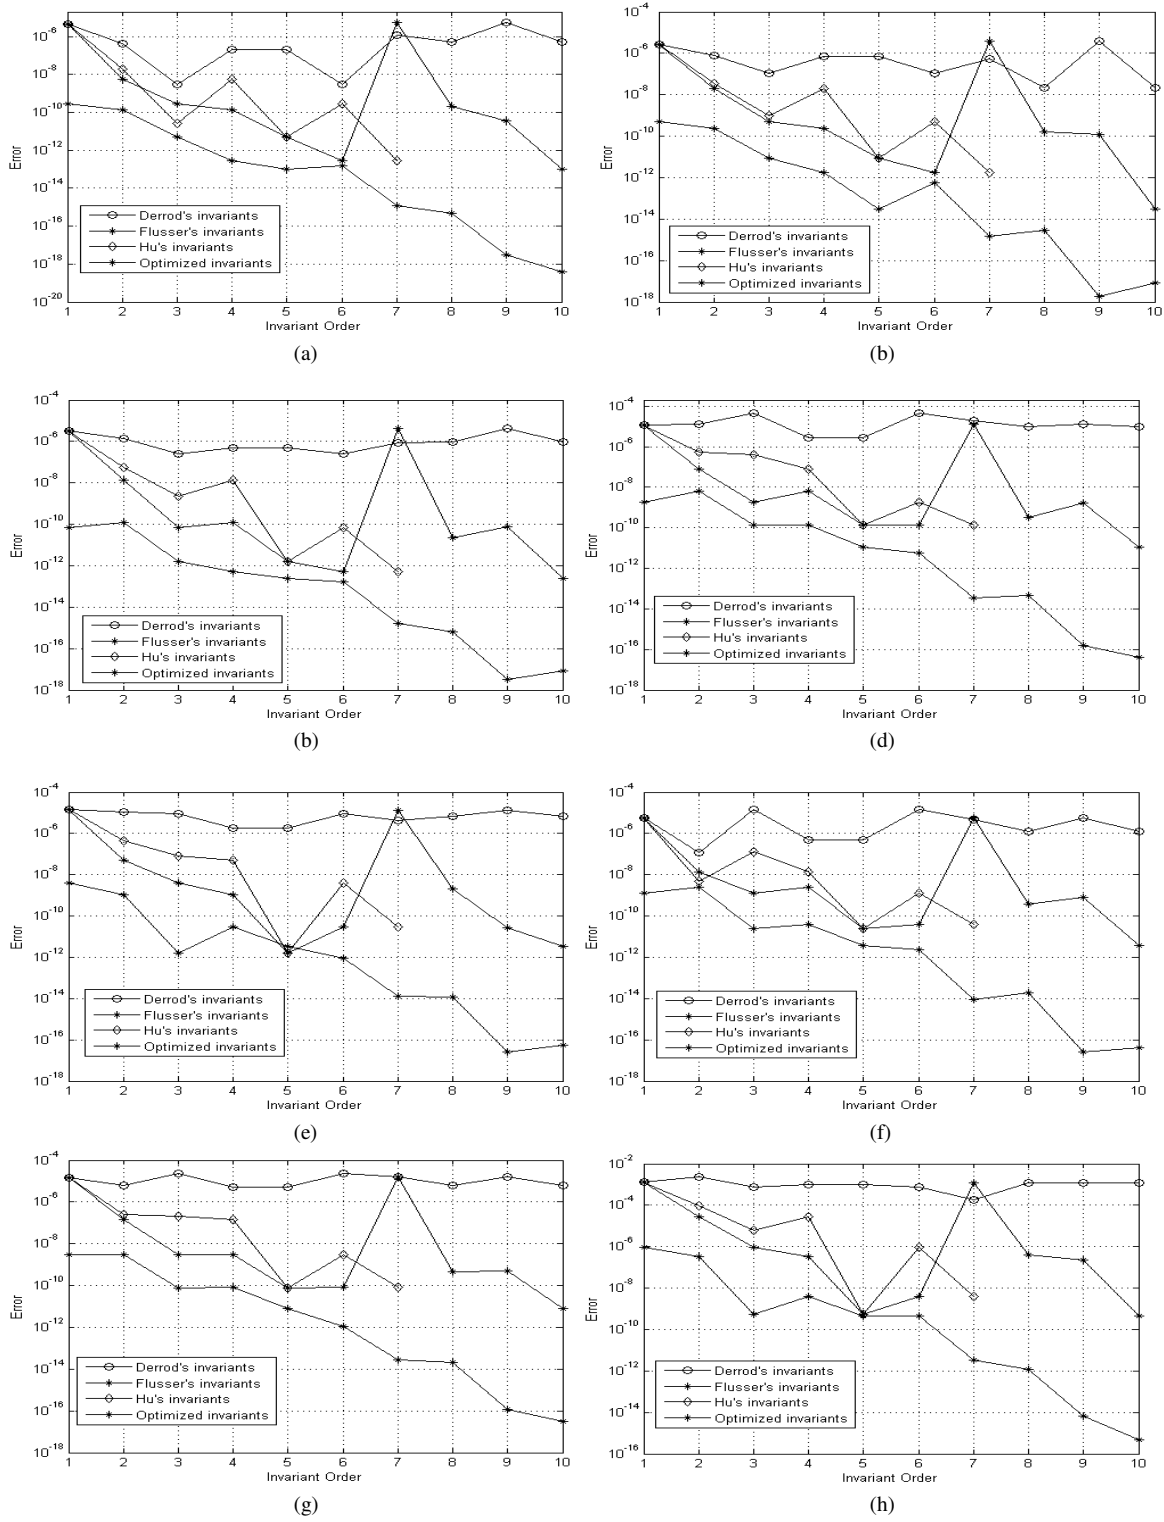 10^-6
10^-8
10^-10
10^-12
10^-14
10^-16
10^-18
10^-20
Error
Derrod's invariants
Flusser's invariants
Hu's invariants
Optimized invariants
1 2 3 4 5 6 7 8 9 10
Invariant Order
(a)
10^-4
10^-6
10^-8
10^-10
10^-12
10^-14
10^-16
10^-18
Error
Derrod's invariants
Flusser's invariants
Hu's invariants
Optimized invariants
1 2 3 4 5 6 7 8 9 10
Invariant Order
(b)
10^-4
10^-6
10^-8
10^-10
10^-12
10^-14
10^-16
10^-18
Error
Derrod's invariants
Flusser's invariants
Hu's invariants
Optimized invariants
1 2 3 4 5 6 7 8 9 10
Invariant Order
(b)
10^-4
10^-6
10^-8
10^-10
10^-12
10^-14
10^-16
10^-18
Error
Derrod's invariants
Flusser's invariants
Hu's invariants
Optimized invariants
1 2 3 4 5 6 7 8 9 10
Invariant Order
(d)
10^-4
10^-6
10^-8
10^-10
10^-12
10^-14
10^-16
10^-18
Error
Derrod's invariants
Flusser's invariants
Hu's invariants
Optimized invariants
1 2 3 4 5 6 7 8 9 10
Invariant Order
(e)
10^-4
10^-6
10^-8
10^-10
10^-12
10^-14
10^-16
10^-18
Error
Derrod's invariants
Flusser's invariants
Hu's invariants
Optimized invariants
1 2 3 4 5 6 7 8 9 10
Invariant Order
(f)
10^-4
10^-6
10^-8
10^-10
10^-12
10^-14
10^-16
10^-18
Error
Derrod's invariants
Flusser's invariants
Hu's invariants
Optimized invariants
1 2 3 4 5 6 7 8 9 10
Invariant Order
(g)
10^-2
10^-4
10^-6
10^-8
10^-10
10^-12
10^-14
10^-16
Error
Derrod's invariants
Flusser's invariants
Hu's invariants
Optimized invariants
1 2 3 4 5 6 7 8 9 10
Invariant Order
(h)